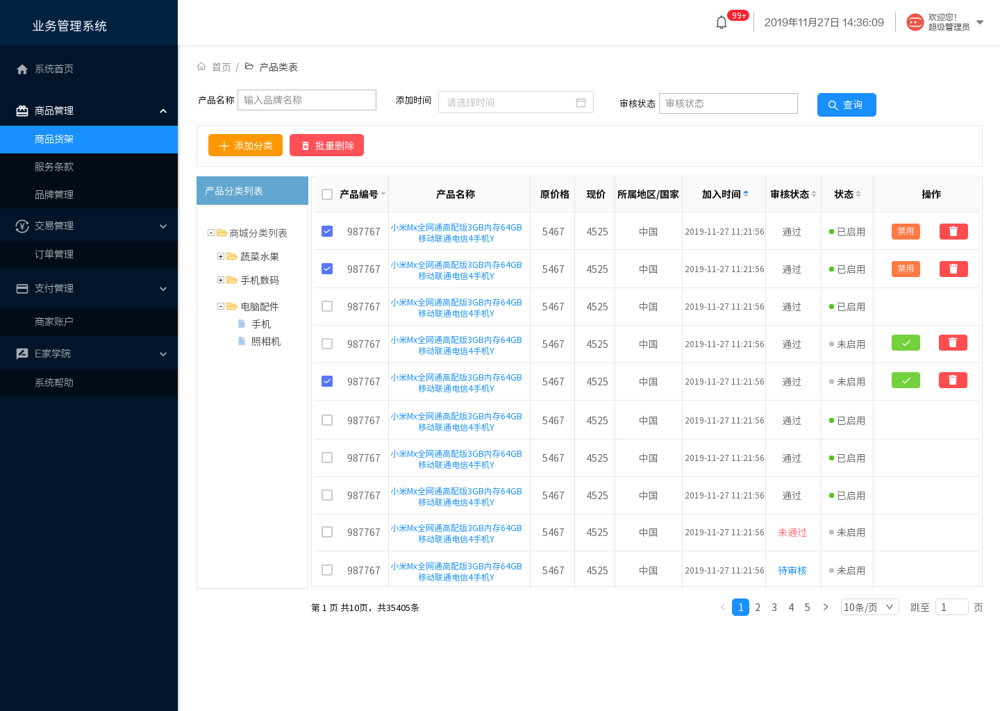 业务管理系统
99+
2019年11月27日 14:36:09
欢迎您！
超级管理员
系统首页
商品管理
商品货架
服务条款
品牌管理
交易管理
订单管理
支付管理
商家账户
E家学院
系统帮助
首页 / 产品类表
产品名称 输入品牌名称 添加时间 请选择时间 审核状态 审核状态 查询
添加分类 批量删除
产品分类列表
商城分类列表
蔬菜水果
手机数码
电脑配件
手机
照相机
产品编号 产品名称 原价格 现价 所属地区/国家 加入时间 审核状态 状态 操作
987767 小米Mx全网通高配版3GB内存64GB 5467 4525 中国 2019-11-27 11:21:56 通过 已启用 禁用
移动联通电信4手机Y
987767 小米Mx全网通高配版3GB内存64GB 5467 4525 中国 2019-11-27 11:21:56 通过 已启用 禁用
移动联通电信4手机Y
987767 小米Mx全网通高配版3GB内存64GB 5467 4525 中国 2019-11-27 11:21:56 通过 已启用
移动联通电信4手机Y
987767 小米Mx全网通高配版3GB内存64GB 5467 4525 中国 2019-11-27 11:21:56 通过 未启用
移动联通电信4手机Y
987767 小米Mx全网通高配版3GB内存64GB 5467 4525 中国 2019-11-27 11:21:56 通过 未启用
移动联通电信4手机Y
987767 小米Mx全网通高配版3GB内存64GB 5467 4525 中国 2019-11-27 11:21:56 通过 已启用
移动联通电信4手机Y
987767 小米Mx全网通高配版3GB内存64GB 5467 4525 中国 2019-11-27 11:21:56 通过 已启用
移动联通电信4手机Y
987767 小米Mx全网通高配版3GB内存64GB 5467 4525 中国 2019-11-27 11:21:56 通过 已启用
移动联通电信4手机Y
987767 小米Mx全网通高配版3GB内存64GB 5467 4525 中国 2019-11-27 11:21:56 未通过 未启用
移动联通电信4手机Y
987767 小米Mx全网通高配版3GB内存64GB 5467 4525 中国 2019-11-27 11:21:56 待审核 未启用
移动联通电信4手机Y
第 1 页 共10页，共35405条
1 2 3 4 5 10条/页 跳至 1 页